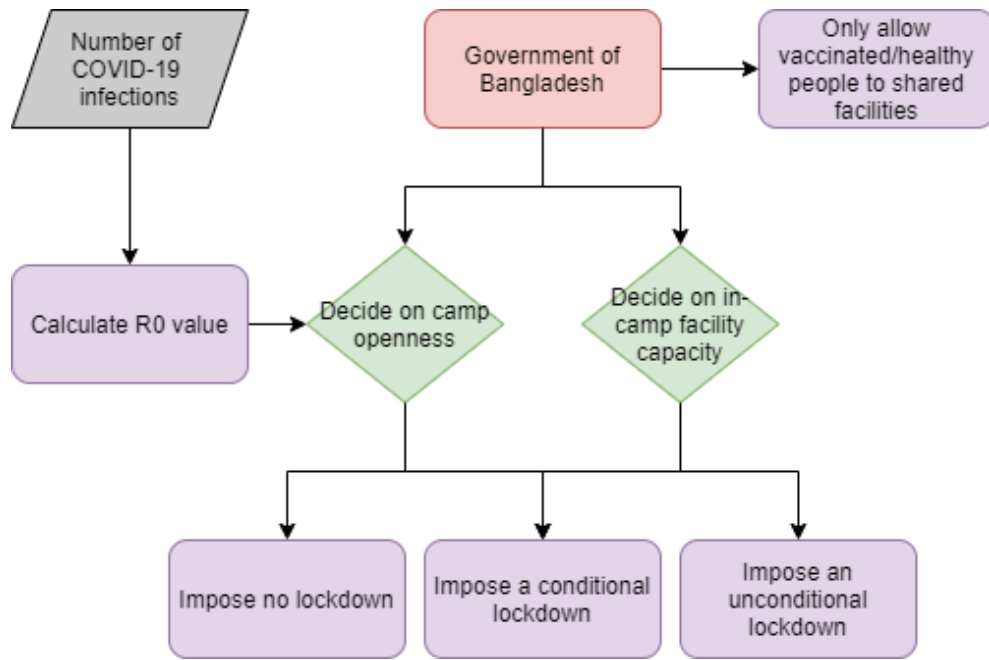 Number of
COVID-19
infections
Government of
Bangladesh
Only allow
vaccinated/healthy
people to shared
facilities
Calculate R0 value
Decide on camp
openness
Decide on in-
camp facility
capacity
Impose no lockdown
Impose a conditional
lockdown
Impose an
unconditional
lockdown